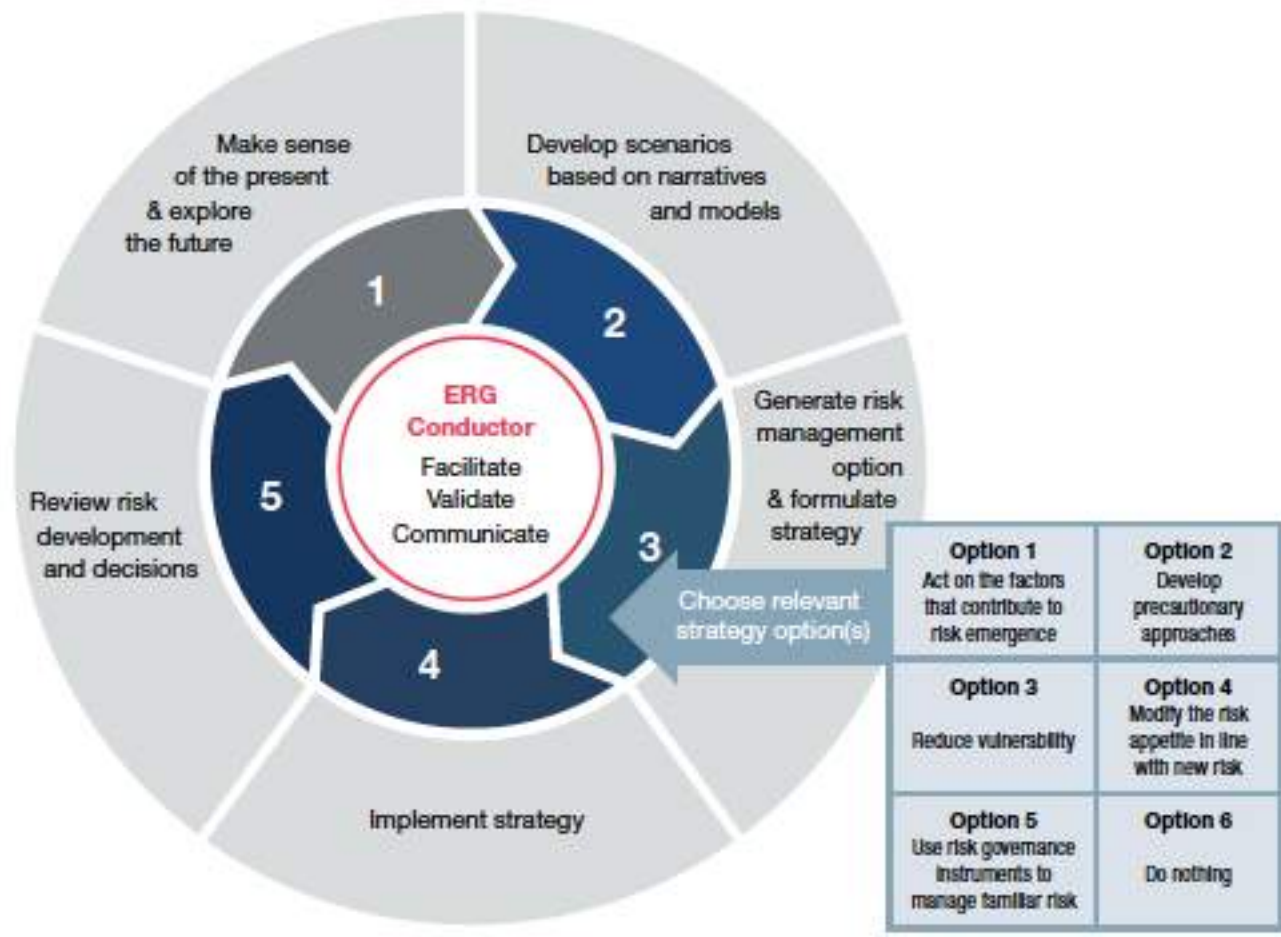 Make sense
of the present
& explore
the future
1
Develop scenarios
based on narratives
and models
2
Generate risk
management
option
& formulate
strategy
3
Choose relevant
strategy option(s)
Option 1
Act on the factors
that contribute to
risk emergence
Option 2
Develop
precautionary
approaches
Option 3
Reduce vulnerability
Option 4
Modify the risk
appetite in line
with new risk
Option 5
Use risk governance
instruments to
manage familiar risk
Option 6
Do nothing
Implement strategy
4
Review risk
development
and decisions
5
ERG
Conductor
Facilitate
Validate
Communicate